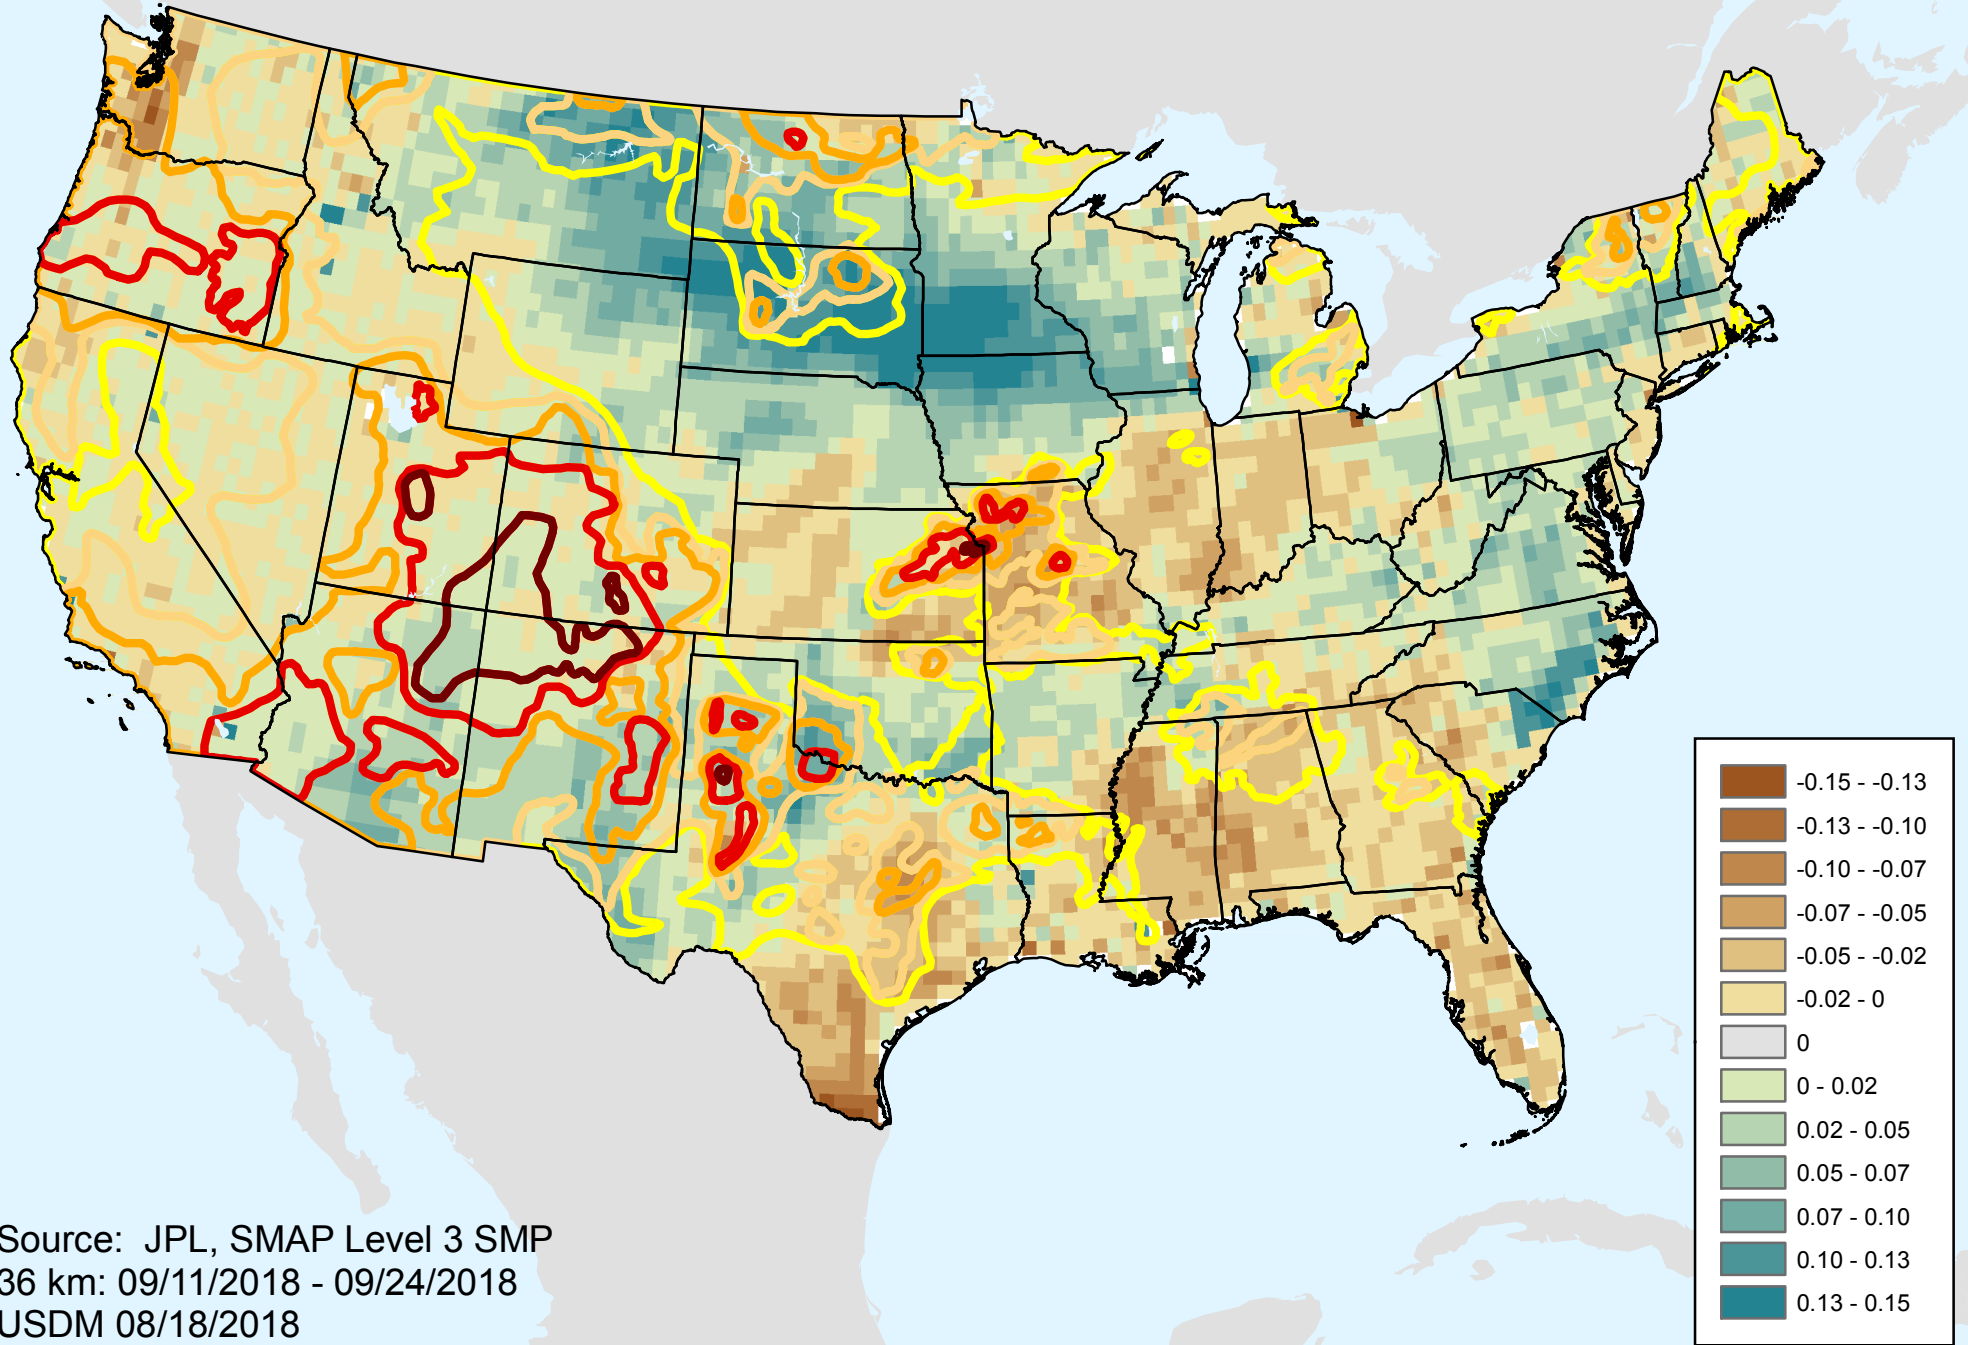 -0.15 - -0.13
-0.13 - -0.10
-0.10 - -0.07
-0.07 - -0.05
-0.05 - -0.02
-0.02 - 0
0
0 - 0.02
0.02 - 0.05
0.05 - 0.07
0.07 - 0.10
0.10 - 0.13
0.13 - 0.15
Source: JPL, SMAP Level 3 SMP
36 km: 09/11/2018 - 09/24/2018
USDM 08/18/2018